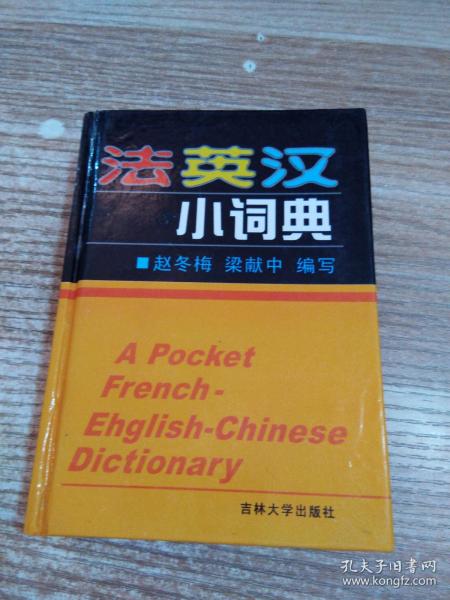 法英汉
小词典
■赵冬梅 梁献中 编写
A Pocket
French-
Ehglish-Chinese
Dictionary
吉林大学出版社
孔夫子旧书网
www.kongfz.com